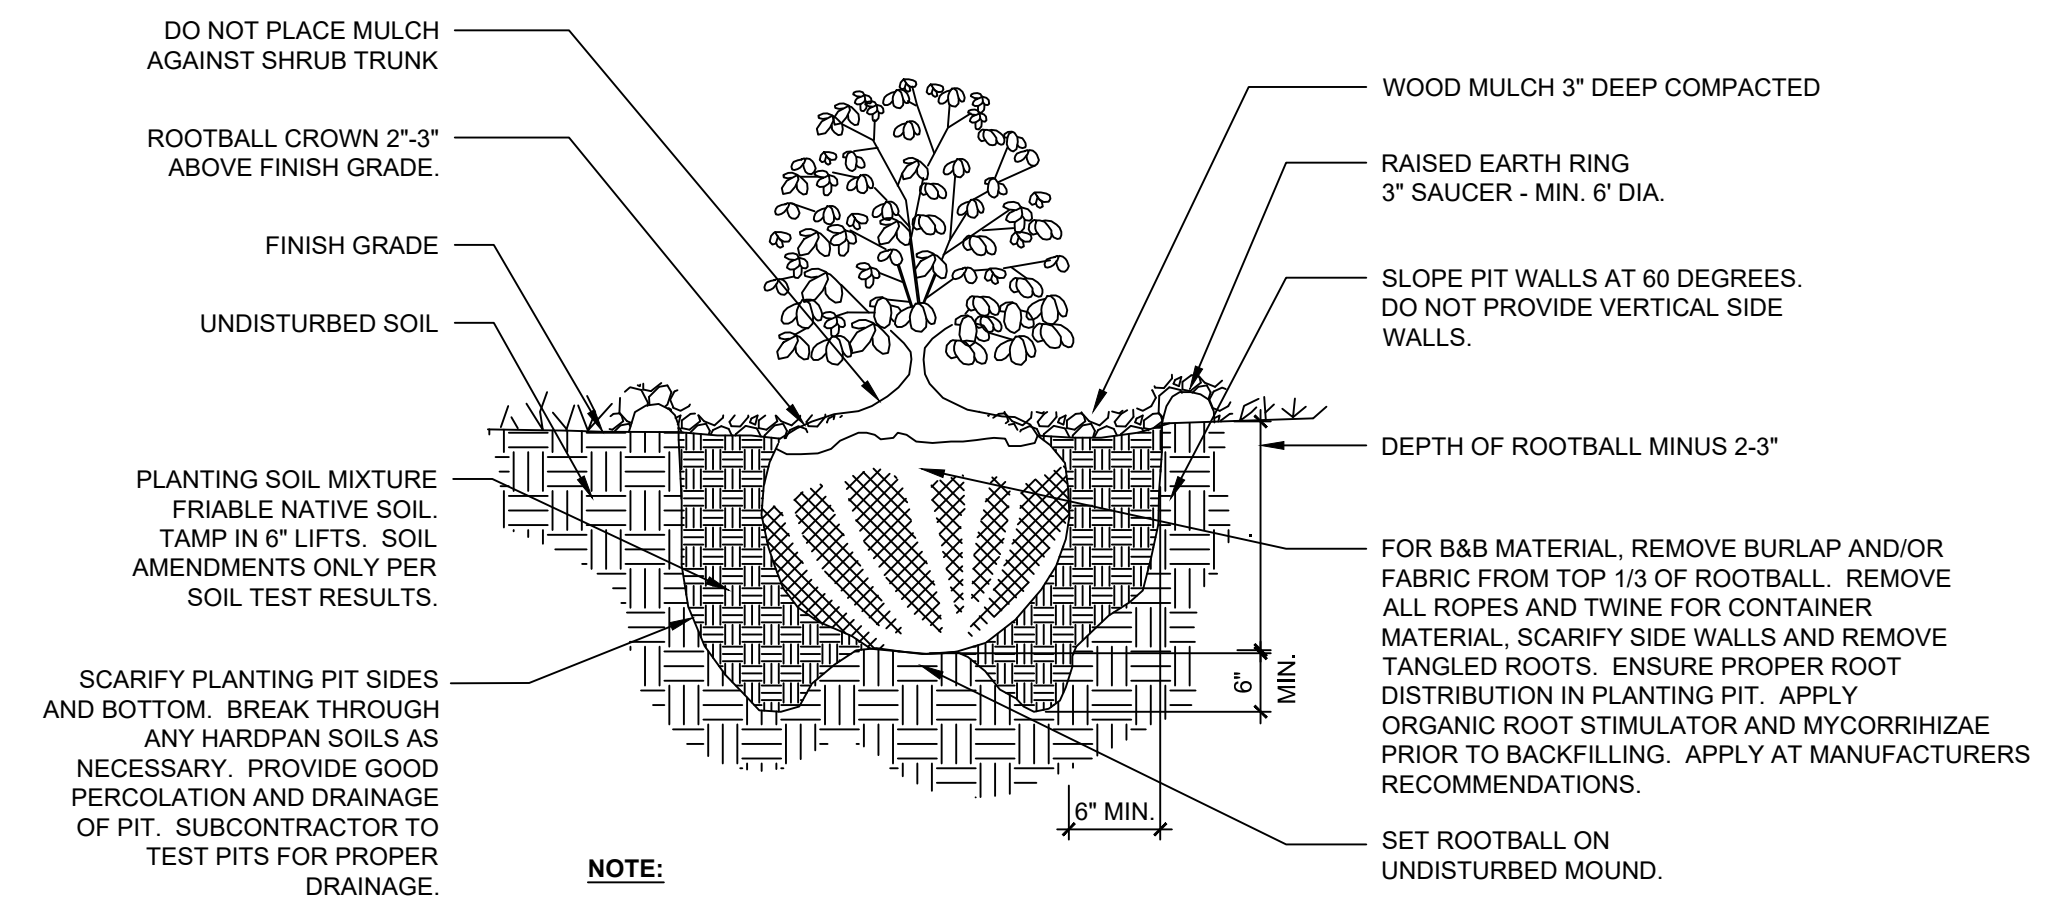 DO NOT PLACE MULCH
AGAINST SHRUB TRUNK
ROOTBALL CROWN 2"-3"
ABOVE FINISH GRADE.
FINISH GRADE
UNDISTURBED SOIL
PLANTING SOIL MIXTURE
FRIABLE NATIVE SOIL.
TAMP IN 6" LIFTS. SOIL
AMENDMENTS ONLY PER
SOIL TEST RESULTS.
SCARIFY PLANTING PIT SIDES
AND BOTTOM. BREAK THROUGH
ANY HARDPAN SOILS AS
NECESSARY. PROVIDE GOOD
PERCOLATION AND DRAINAGE
OF PIT. SUBCONTRACTOR TO
TEST PITS FOR PROPER
DRAINAGE.
WOOD MULCH 3" DEEP COMPACTED
RAISED EARTH RING
3" SAUCER - MIN. 6' DIA.
SLOPE PIT WALLS AT 60 DEGREES.
DO NOT PROVIDE VERTICAL SIDE
WALLS.
DEPTH OF ROOTBALL MINUS 2-3"
FOR B&B MATERIAL, REMOVE BURLAP AND/OR
FABRIC FROM TOP 1/3 OF ROOTBALL. REMOVE
ALL ROPES AND TWINE FOR CONTAINER
MATERIAL, SCARIFY SIDE WALLS AND REMOVE
TANGLED ROOTS. ENSURE PROPER ROOT
DISTRIBUTION IN PLANTING PIT. APPLY
ORGANIC ROOT STIMULATOR AND MYCORRIHIZAE
PRIOR TO BACKFILLING. APPLY AT MANUFACTURERS
RECOMMENDATIONS.
SET ROOTBALL ON
UNDISTURBED MOUND.
6"
MIN.
6" MIN.
NOTE: